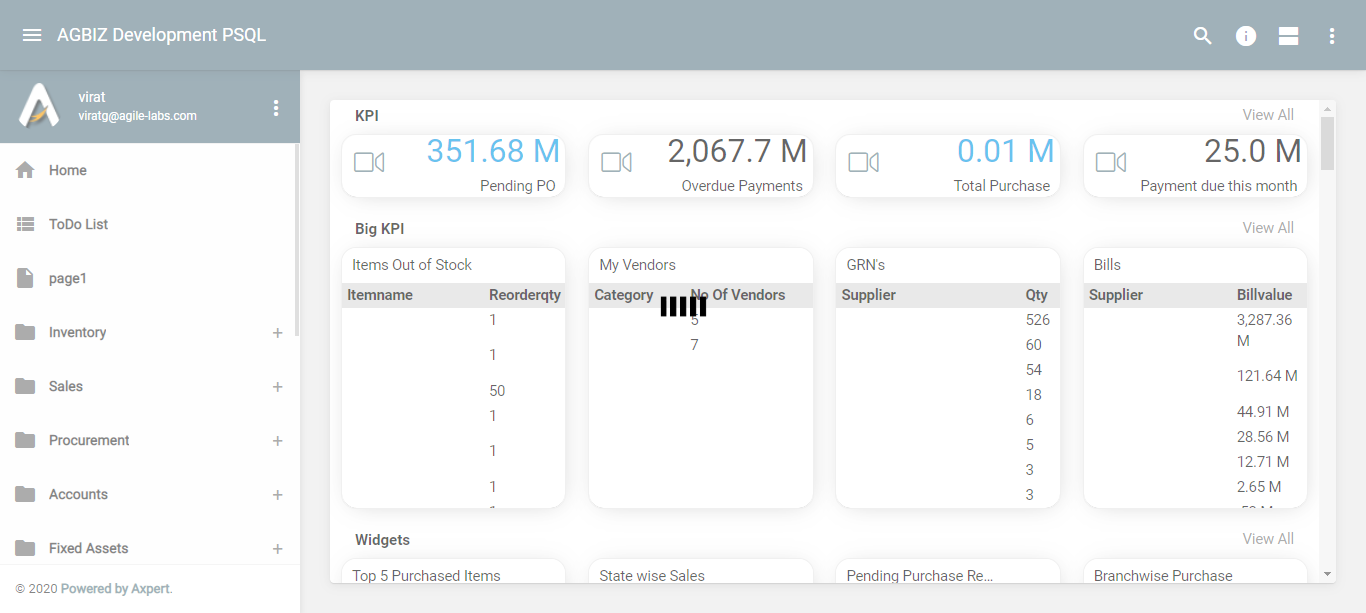 AGBIZ Development PSQL
virat
viratg@agile-labs.com
Home
ToDo List
page1
Inventory +
Sales +
Procurement +
Accounts +
Fixed Assets +
© 2020 Powered by Axpert.
KPI View All
351.68 M
Pending PO
2,067.7 M
Overdue Payments
0.01 M
Total Purchase
25.0 M
Payment due this month
Big KPI View All
Items Out of Stock
Itemname Reorderqty
1
1
50
1
1
1
My Vendors
Category No Of Vendors
5
7
GRN's
Supplier Qty
526
60
54
18
6
5
3
3
Bills
Supplier Billvalue
3,287.36
M
121.64 M
44.91 M
28.56 M
12.71 M
2.65 M
Widgets View All
Top 5 Purchased Items
State wise Sales
Pending Purchase Re...
Branchwise Purchase